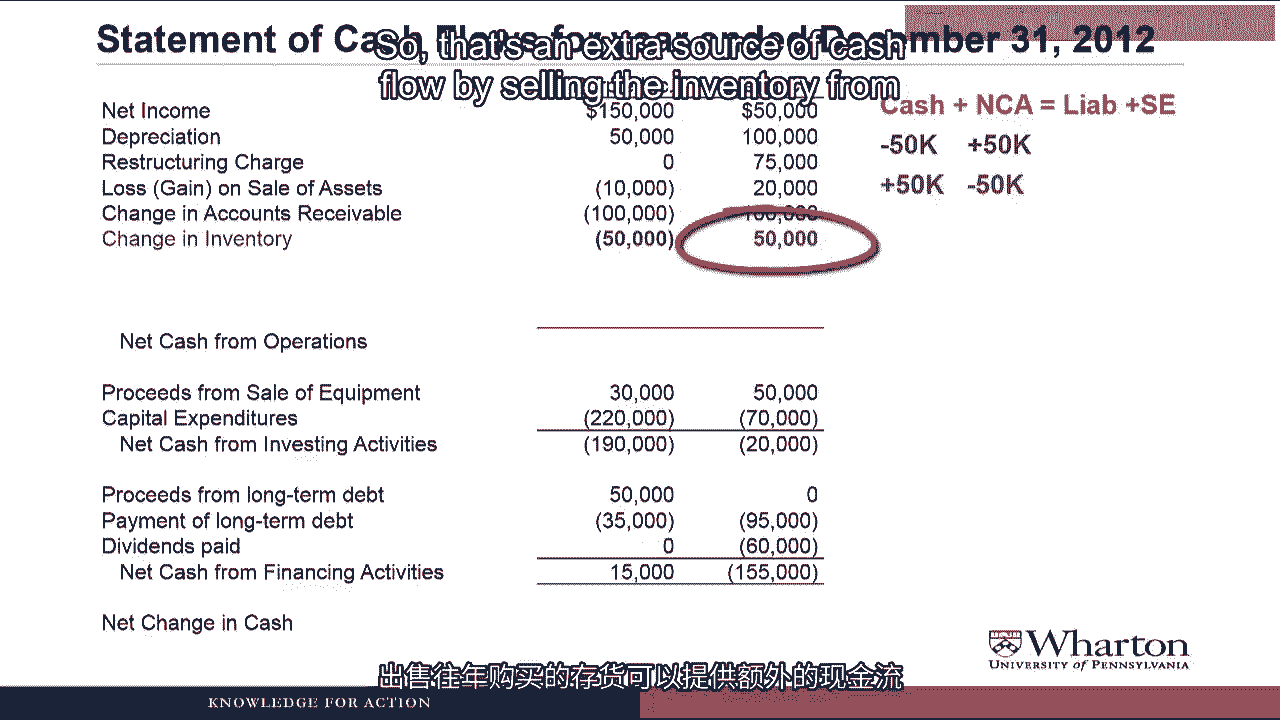 Statement of Cash Flows for year ended December 31, 2012
So, that's an extra source of cash
flow by selling the inventory from
Net Income $150,000 $50,000
Depreciation 50,000 100,000
Restructuring Charge 0 75,000
Loss (Gain) on Sale of Assets (10,000) 20,000
Change in Accounts Receivable (100,000) 100,000
Change in Inventory (50,000) 50,000
Cash + NCA = Liab +SE
-50K +50K
+50K -50K
Net Cash from Operations
Proceeds from Sale of Equipment 30,000 50,000
Capital Expenditures (220,000) (70,000)
Net Cash from Investing Activities (190,000) (20,000)
Proceeds from long-term debt 50,000 0
Payment of long-term debt (35,000) (95,000)
Dividends paid 0 (60,000)
Net Cash from Financing Activities 15,000 (155,000)
Net Change in Cash
Wharton
UNIVERSITY of PENNSYLVANIA
出售往年购买的存货可以提供额外的现金流
KNOWLEDGE FOR ACTION